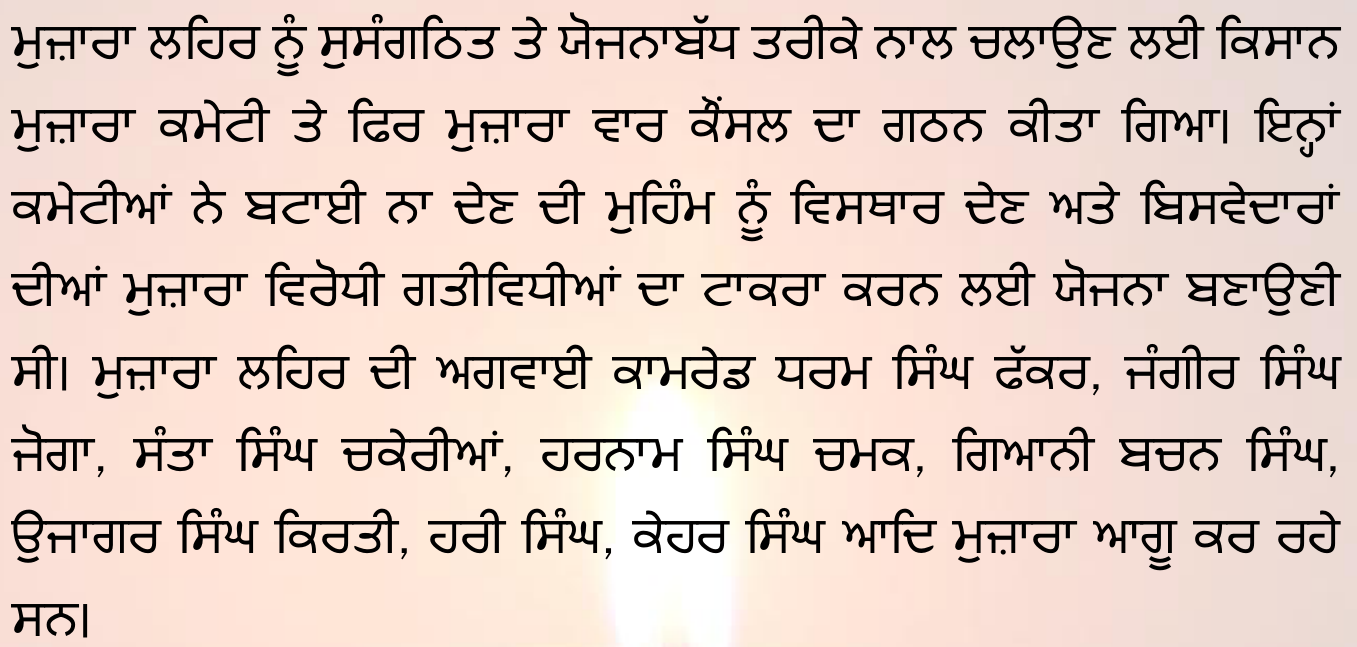 ਮੁਜ਼ਾਰਾ ਲਹਿਰ ਨੂੰ ਸੁਸੰਗਠਿਤ ਤੇ ਯੋਜਨਾਬੱਧ ਤਰੀਕੇ ਨਾਲ ਚਲਾਉਣ ਲਈ ਕਿਸਾਨ
ਮੁਜ਼ਾਰਾ ਕਮੇਟੀ ਤੇ ਫਿਰ ਮੁਜ਼ਾਰਾ ਵਾਰ ਕੌਂਸਲ ਦਾ ਗਠਨ ਕੀਤਾ ਗਿਆ। ਇਨ੍ਹਾਂ
ਕਮੇਟੀਆਂ ਨੇ ਬਟਾਈ ਨਾ ਦੇਣ ਦੀ ਮੁਹਿੰਮ ਨੂੰ ਵਿਸਥਾਰ ਦੇਣ ਅਤੇ ਬਿਸਵੇਦਾਰਾਂ
ਦੀਆਂ ਮੁਜ਼ਾਰਾ ਵਿਰੋਧੀ ਗਤੀਵਿਧੀਆਂ ਦਾ ਟਾਕਰਾ ਕਰਨ ਲਈ ਯੋਜਨਾ ਬਣਾਉਣੀ
ਸੀ। ਮੁਜ਼ਾਰਾ ਲਹਿਰ ਦੀ ਅਗਵਾਈ ਕਾਮਰੇਡ ਧਰਮ ਸਿੰਘ ਫੱਕਰ, ਜੰਗੀਰ ਸਿੰਘ
ਜੋਗਾ, ਸੰਤਾ ਸਿੰਘ ਚਕੇਰੀਆਂ, ਹਰਨਾਮ ਸਿੰਘ ਚਮਕ, ਗਿਆਨੀ ਬਚਨ ਸਿੰਘ,
ਉਜਾਗਰ ਸਿੰਘ ਕਿਰਤੀ, ਹਰੀ ਸਿੰਘ, ਕੇਹਰ ਸਿੰਘ ਆਦਿ ਮੁਜ਼ਾਰਾ ਆਗੂ ਕਰ ਰਹੇ
ਸਨ।